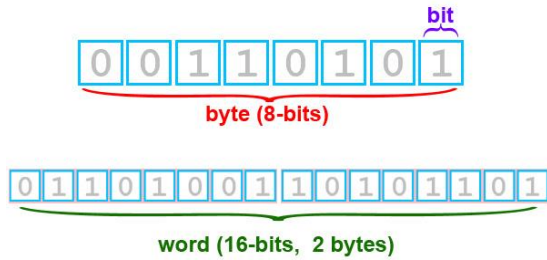 bit
0 0 1 1 0 1 0 1
byte (8-bits)
0 1 1 0 1 0 0 1 1 0 1 0 1 1 0 1
word (16-bits, 2 bytes)